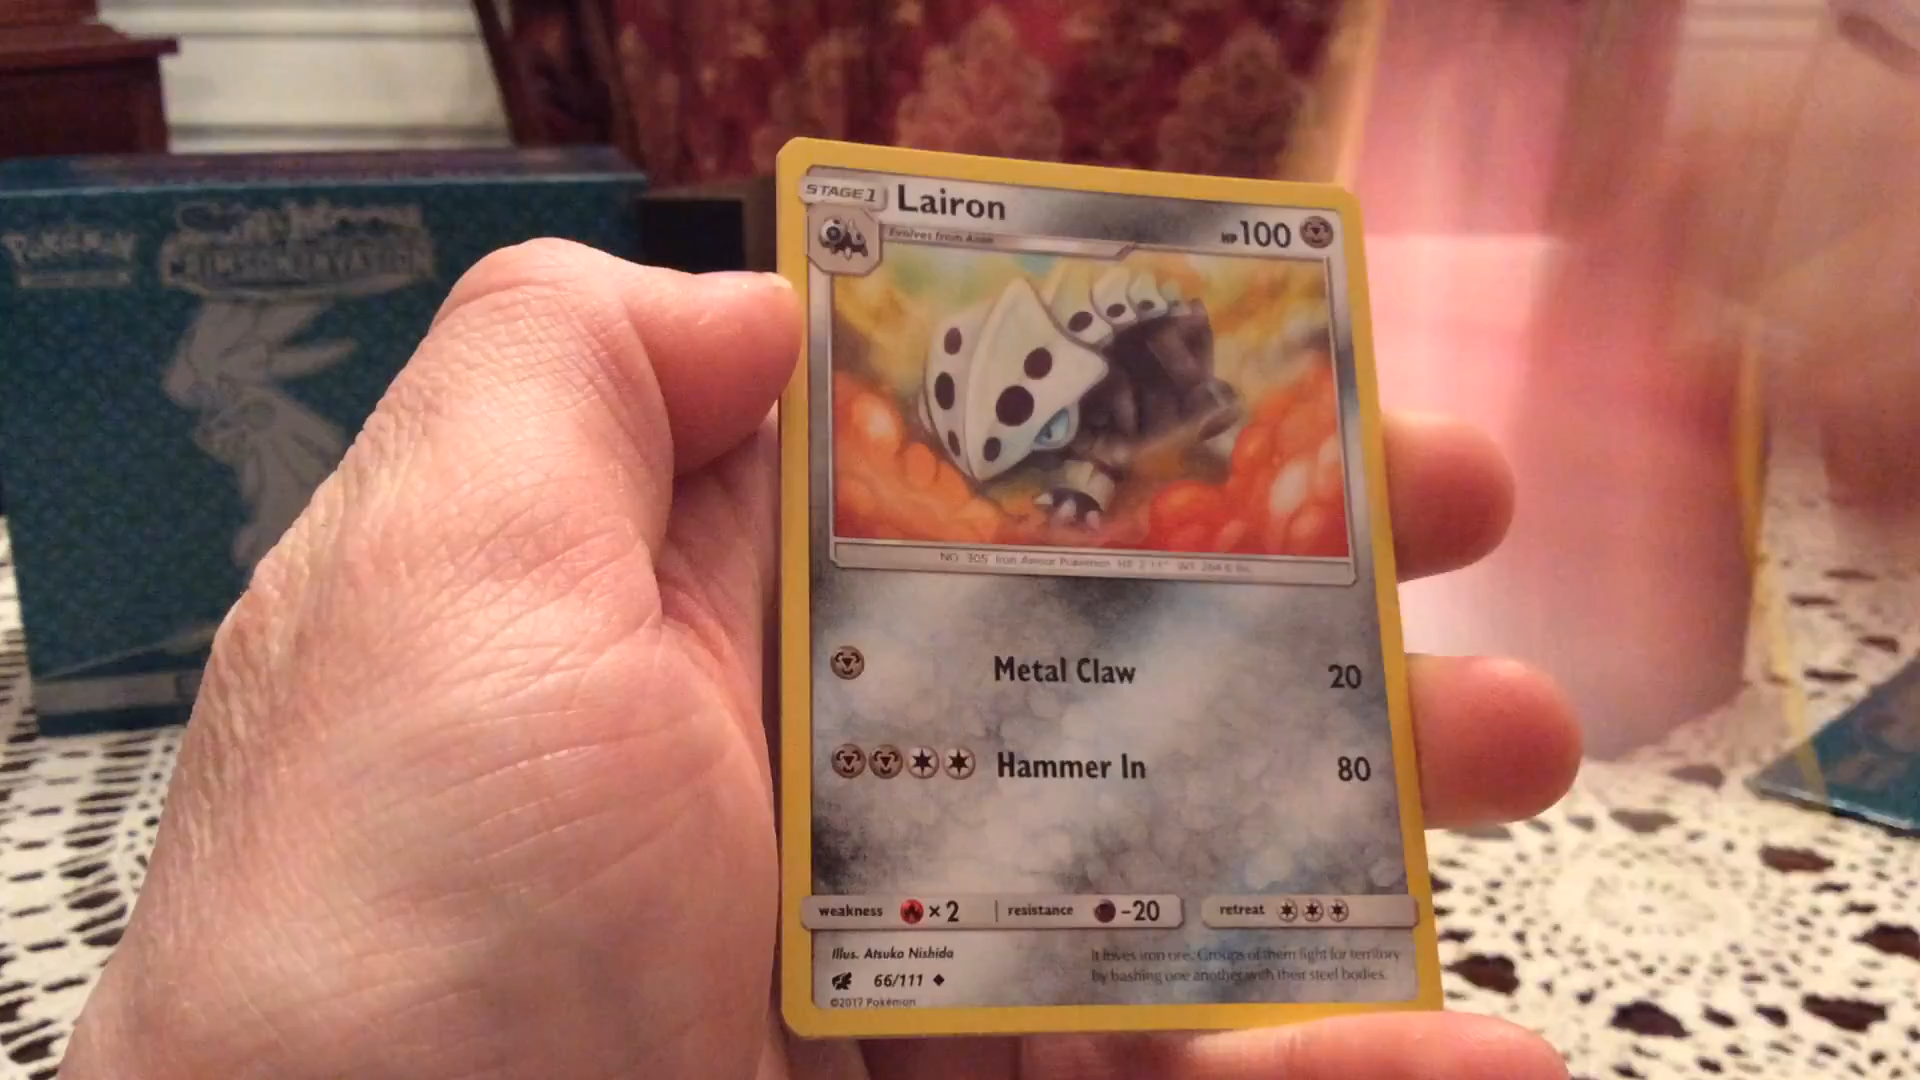 Pokémon
CRIMSON INVASION
STAGE 1
Lairon
HP 100
Evolves from Aron
NO. 305 Iron Armor Pokémon HT 2'11" WT 264.6 lbs.
Metal Claw 20
Hammer In 80
weakness ×2 resistance -20 retreat
Illus. Atsuko Nishida
It loves iron ore. Groups of them fight for territory
by bashing one another with their steel bodies.
66/111
©2017 Pokémon